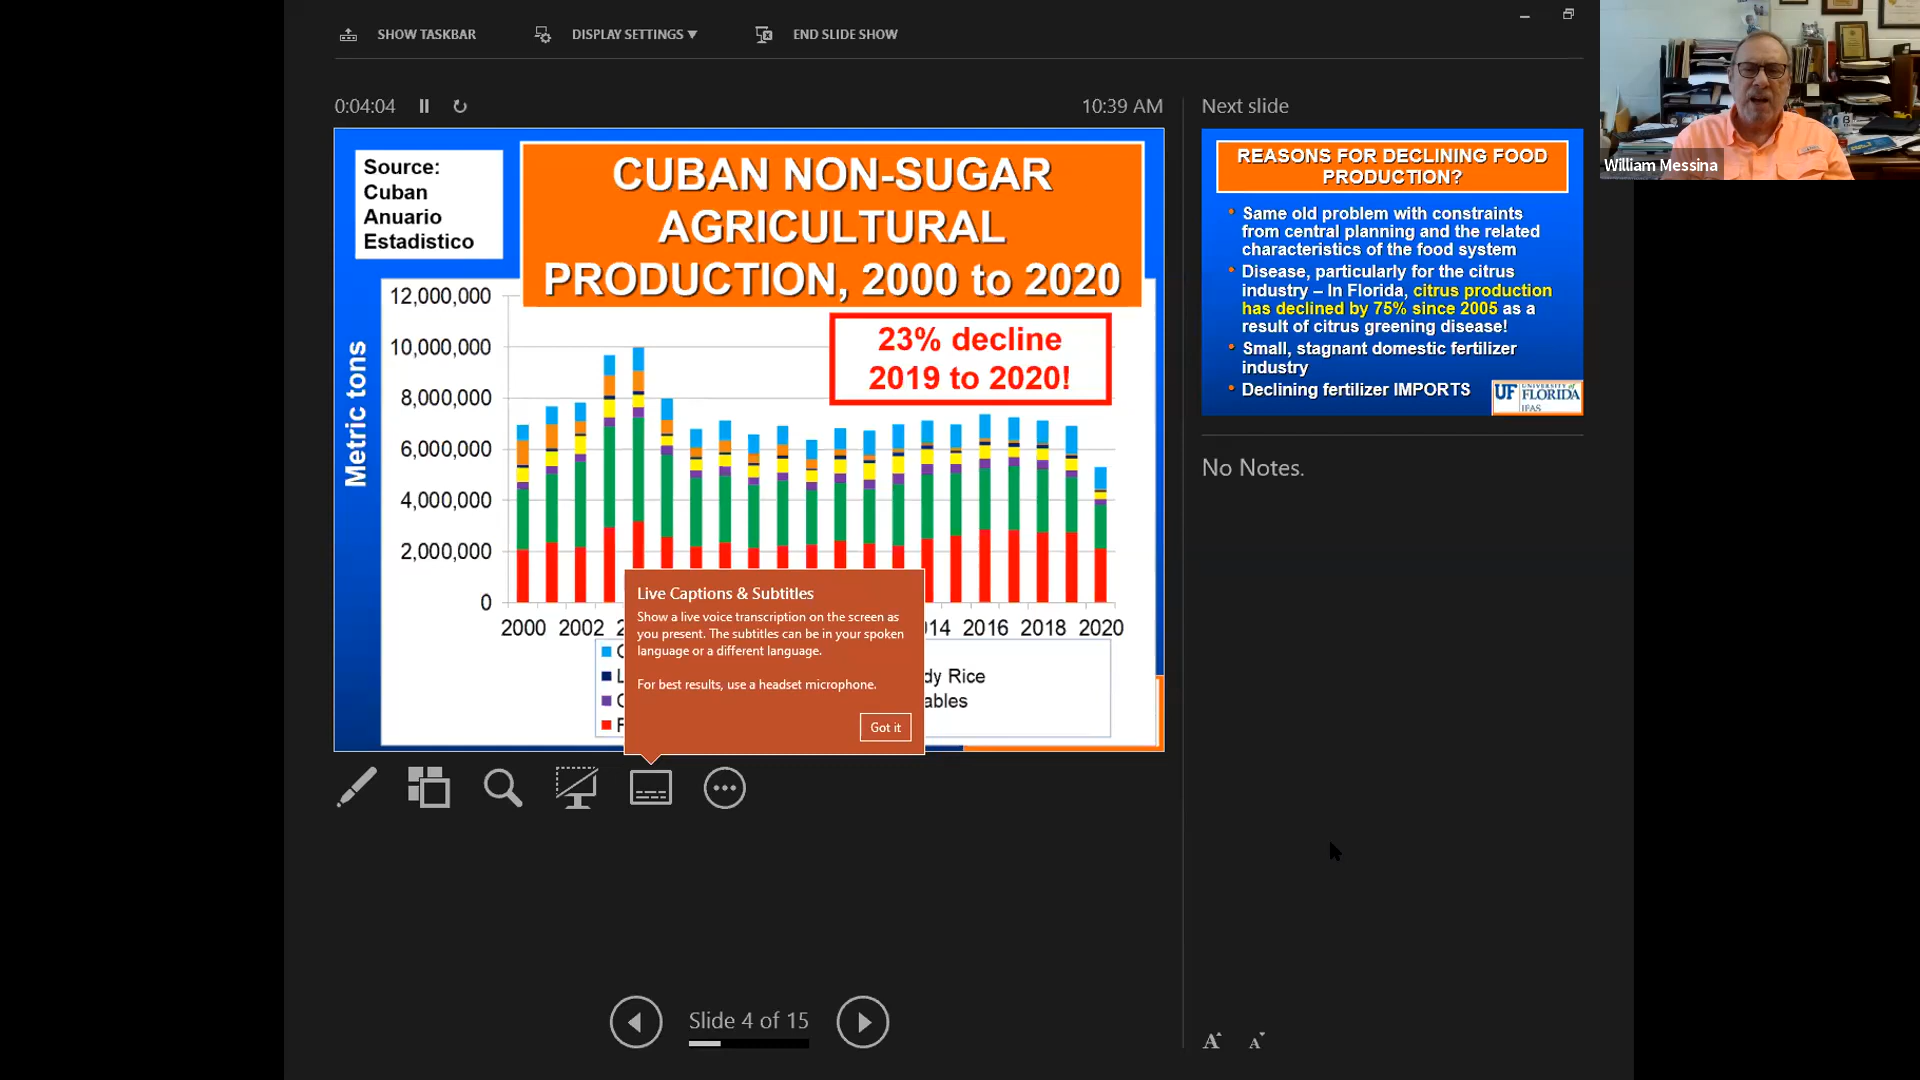 SHOW TASKBAR
DISPLAY SETTINGS ▾
END SLIDE SHOW
0:04:04
10:39 AM
Source:
Cuban
Anuario
Estadistico
CUBAN NON-SUGAR
AGRICULTURAL
PRODUCTION, 2000 to 2020
23% decline
2019 to 2020!
Metric tons
12,000,000
10,000,000
8,000,000
6,000,000
4,000,000
2,000,000
0
2000 2002 2016 2018 2020
dy Rice
ables
Live Captions & Subtitles
Show a live voice transcription on the screen as
you present. The subtitles can be in your spoken
language or a different language.
For best results, use a headset microphone.
Got it
Slide 4 of 15
Next slide
REASONS FOR DECLINING FOOD
PRODUCTION?
• Same old problem with constraints
from central planning and the related
characteristics of the food system
• Disease, particularly for the citrus
industry – In Florida, citrus production
has declined by 75% since 2005 as a
result of citrus greening disease!
• Small, stagnant domestic fertilizer
industry
• Declining fertilizer IMPORTS
UF UNIVERSITY of
FLORIDA
IFAS
No Notes.
A A
William Messina